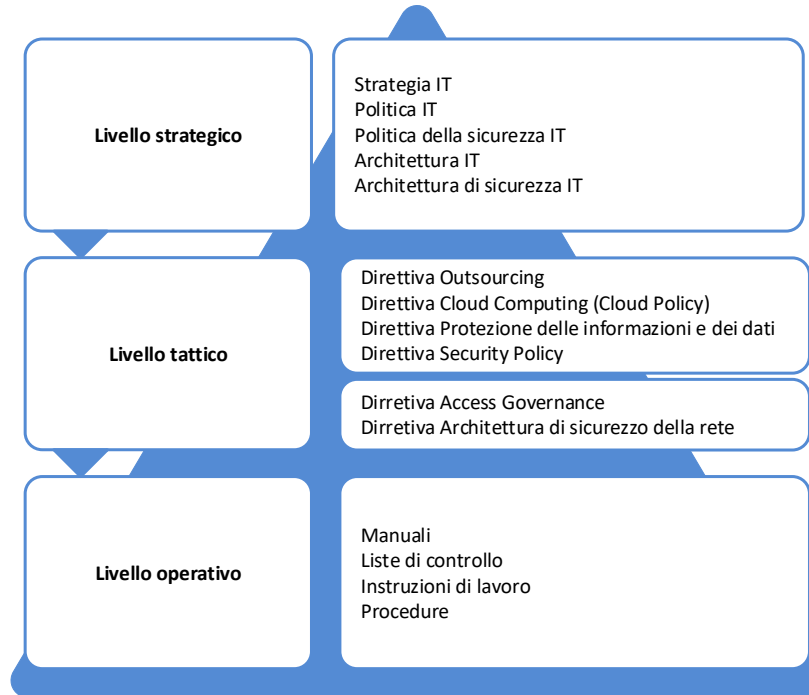 Livello strategico
Strategia IT
Politica IT
Politica della sicurezza IT
Architettura IT
Architettura di sicurezza IT
Livello tattico
Direttiva Outsourcing
Direttiva Cloud Computing (Cloud Policy)
Direttiva Protezione delle informazioni e dei dati
Direttiva Security Policy
Dirretiva Access Governance
Dirretiva Architettura di sicurezzo della rete
Livello operativo
Manuali
Liste di controllo
Instruzioni di lavoro
Procedure